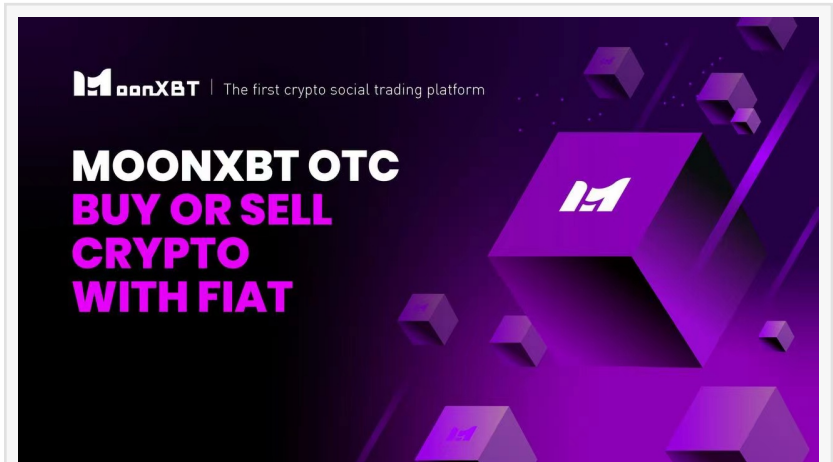 MoonXBT | The first crypto social trading platform
MOONXBT OTC
BUY OR SELL
CRYPTO
WITH FIAT